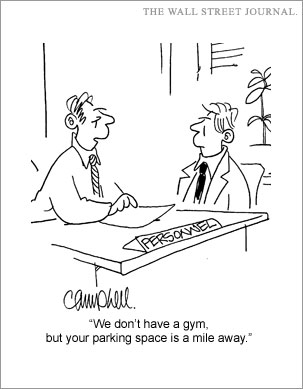 THE WALL STREET JOURNAL.
PERSONNEL
Campbell.
“We don’t have a gym,
but your parking space is a mile away.”